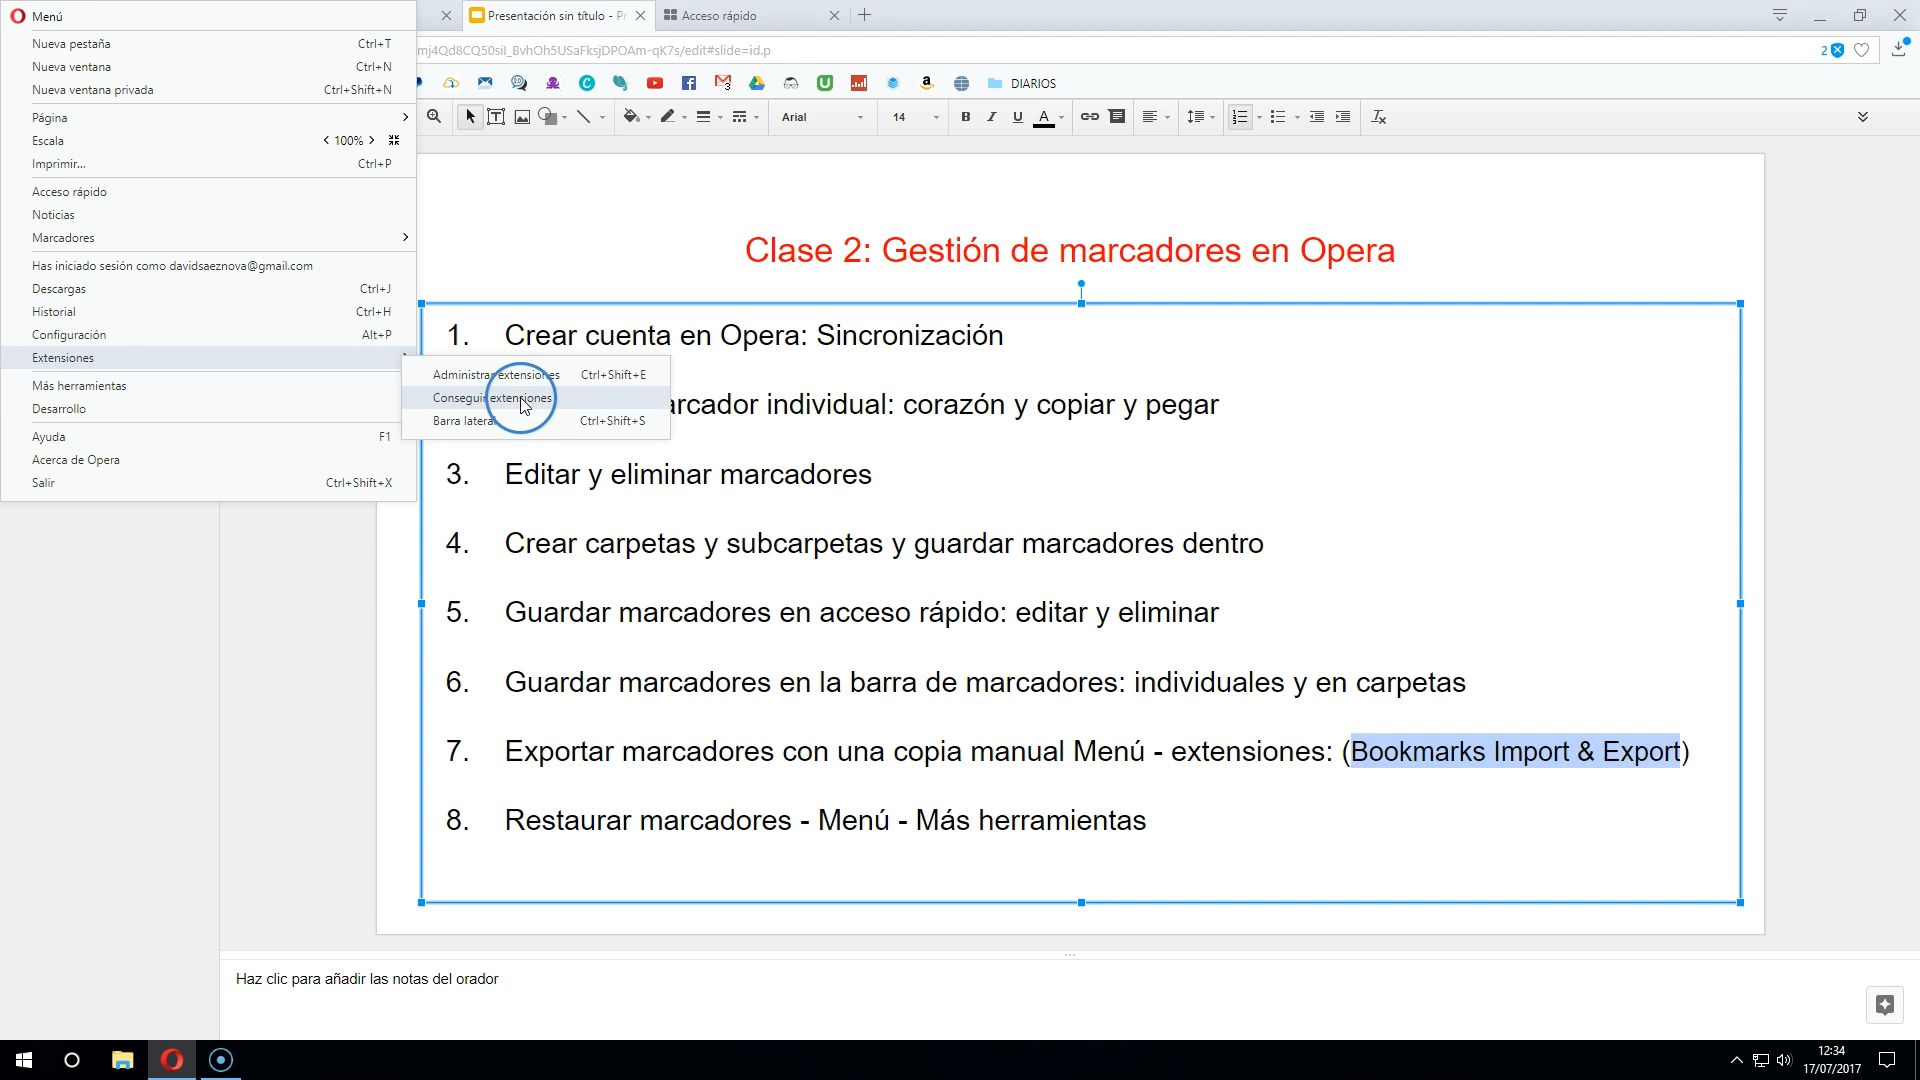 Menú
Presentación sin título - Pr
Acceso rápido
mj4Qd8CQ50siI_BvhOh5USaFksjDPOAm-qK7s/edit#slide=id.p
2
DIARIOS
Arial
14
Nueva pestaña Ctrl+T
Nueva ventana Ctrl+N
Nueva ventana privada Ctrl+Shift+N
Página
Escala 100%
Imprimir... Ctrl+P
Acceso rápido
Noticias
Marcadores
Has iniciado sesión como davidsaeznova@gmail.com
Descargas Ctrl+J
Historial Ctrl+H
Configuración Alt+P
Extensiones
Más herramientas
Desarrollo
Ayuda F1
Acerca de Opera
Salir Ctrl+Shift+X
Administrar extensiones Ctrl+Shift+E
Conseguir extensiones
Barra lateral Ctrl+Shift+S
Clase 2: Gestión de marcadores en Opera
1. Crear cuenta en Opera: Sincronización
arcador individual: corazón y copiar y pegar
3. Editar y eliminar marcadores
4. Crear carpetas y subcarpetas y guardar marcadores dentro
5. Guardar marcadores en acceso rápido: editar y eliminar
6. Guardar marcadores en la barra de marcadores: individuales y en carpetas
7. Exportar marcadores con una copia manual Menú - extensiones: (Bookmarks Import & Export)
8. Restaurar marcadores - Menú - Más herramientas
Haz clic para añadir las notas del orador
12:34
17/07/2017